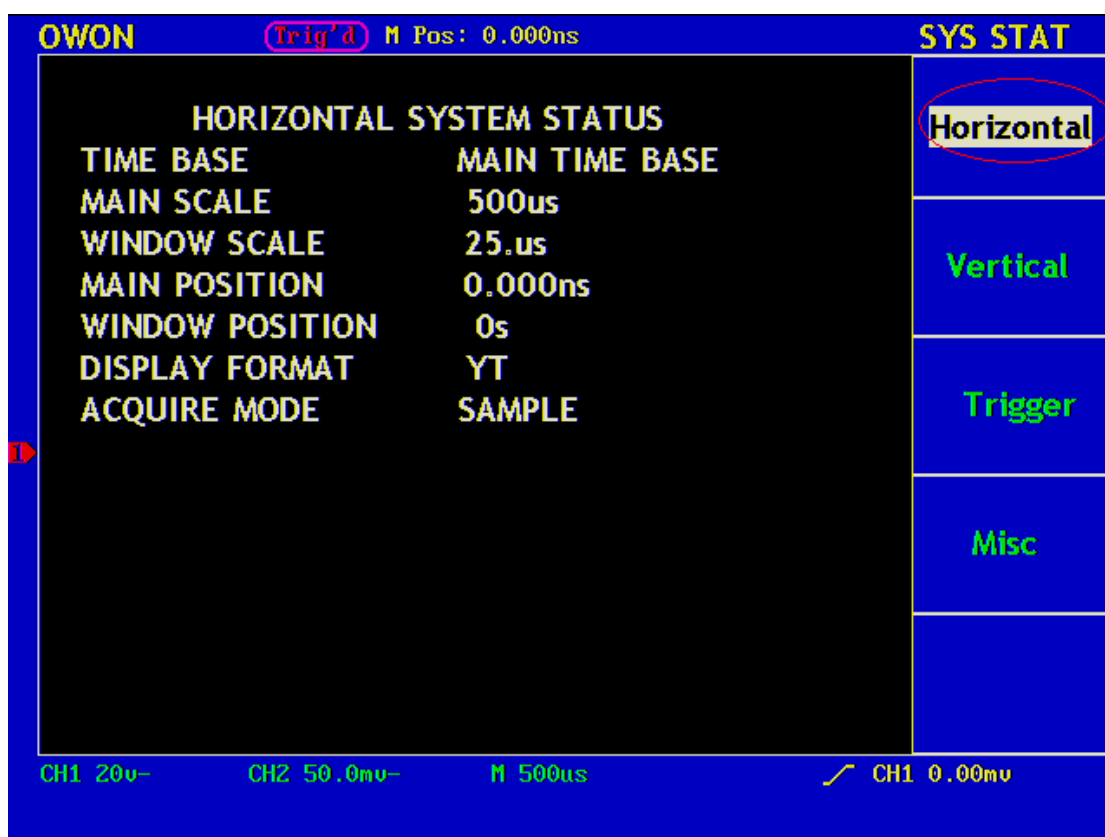 OWON Trig'd M Pos: 0.000ns SYS STAT
HORIZONTAL SYSTEM STATUS
TIME BASE MAIN TIME BASE
MAIN SCALE 500us
WINDOW SCALE 25.us
MAIN POSITION 0.000ns
WINDOW POSITION 0s
DISPLAY FORMAT YT
ACQUIRE MODE SAMPLE
1
Horizontal
Vertical
Trigger
Misc
CH1 20v- CH2 50.0mv- M 500us CH1 0.00mv